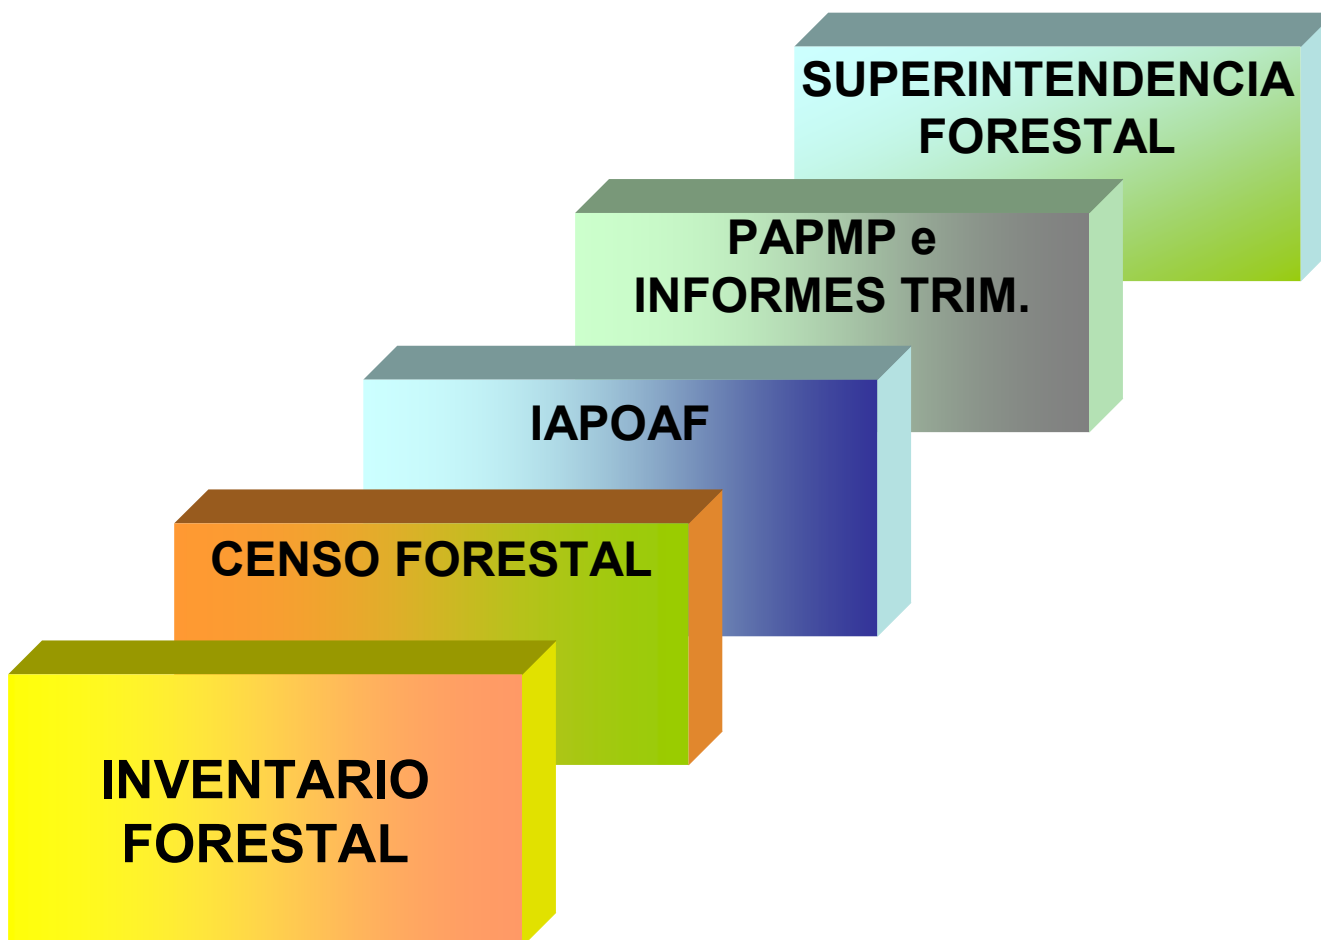 SUPERINTENDENCIA
FORESTAL
PAPMP e
INFORMES TRIM.
IAPOAF
CENSO FORESTAL
INVENTARIO
FORESTAL